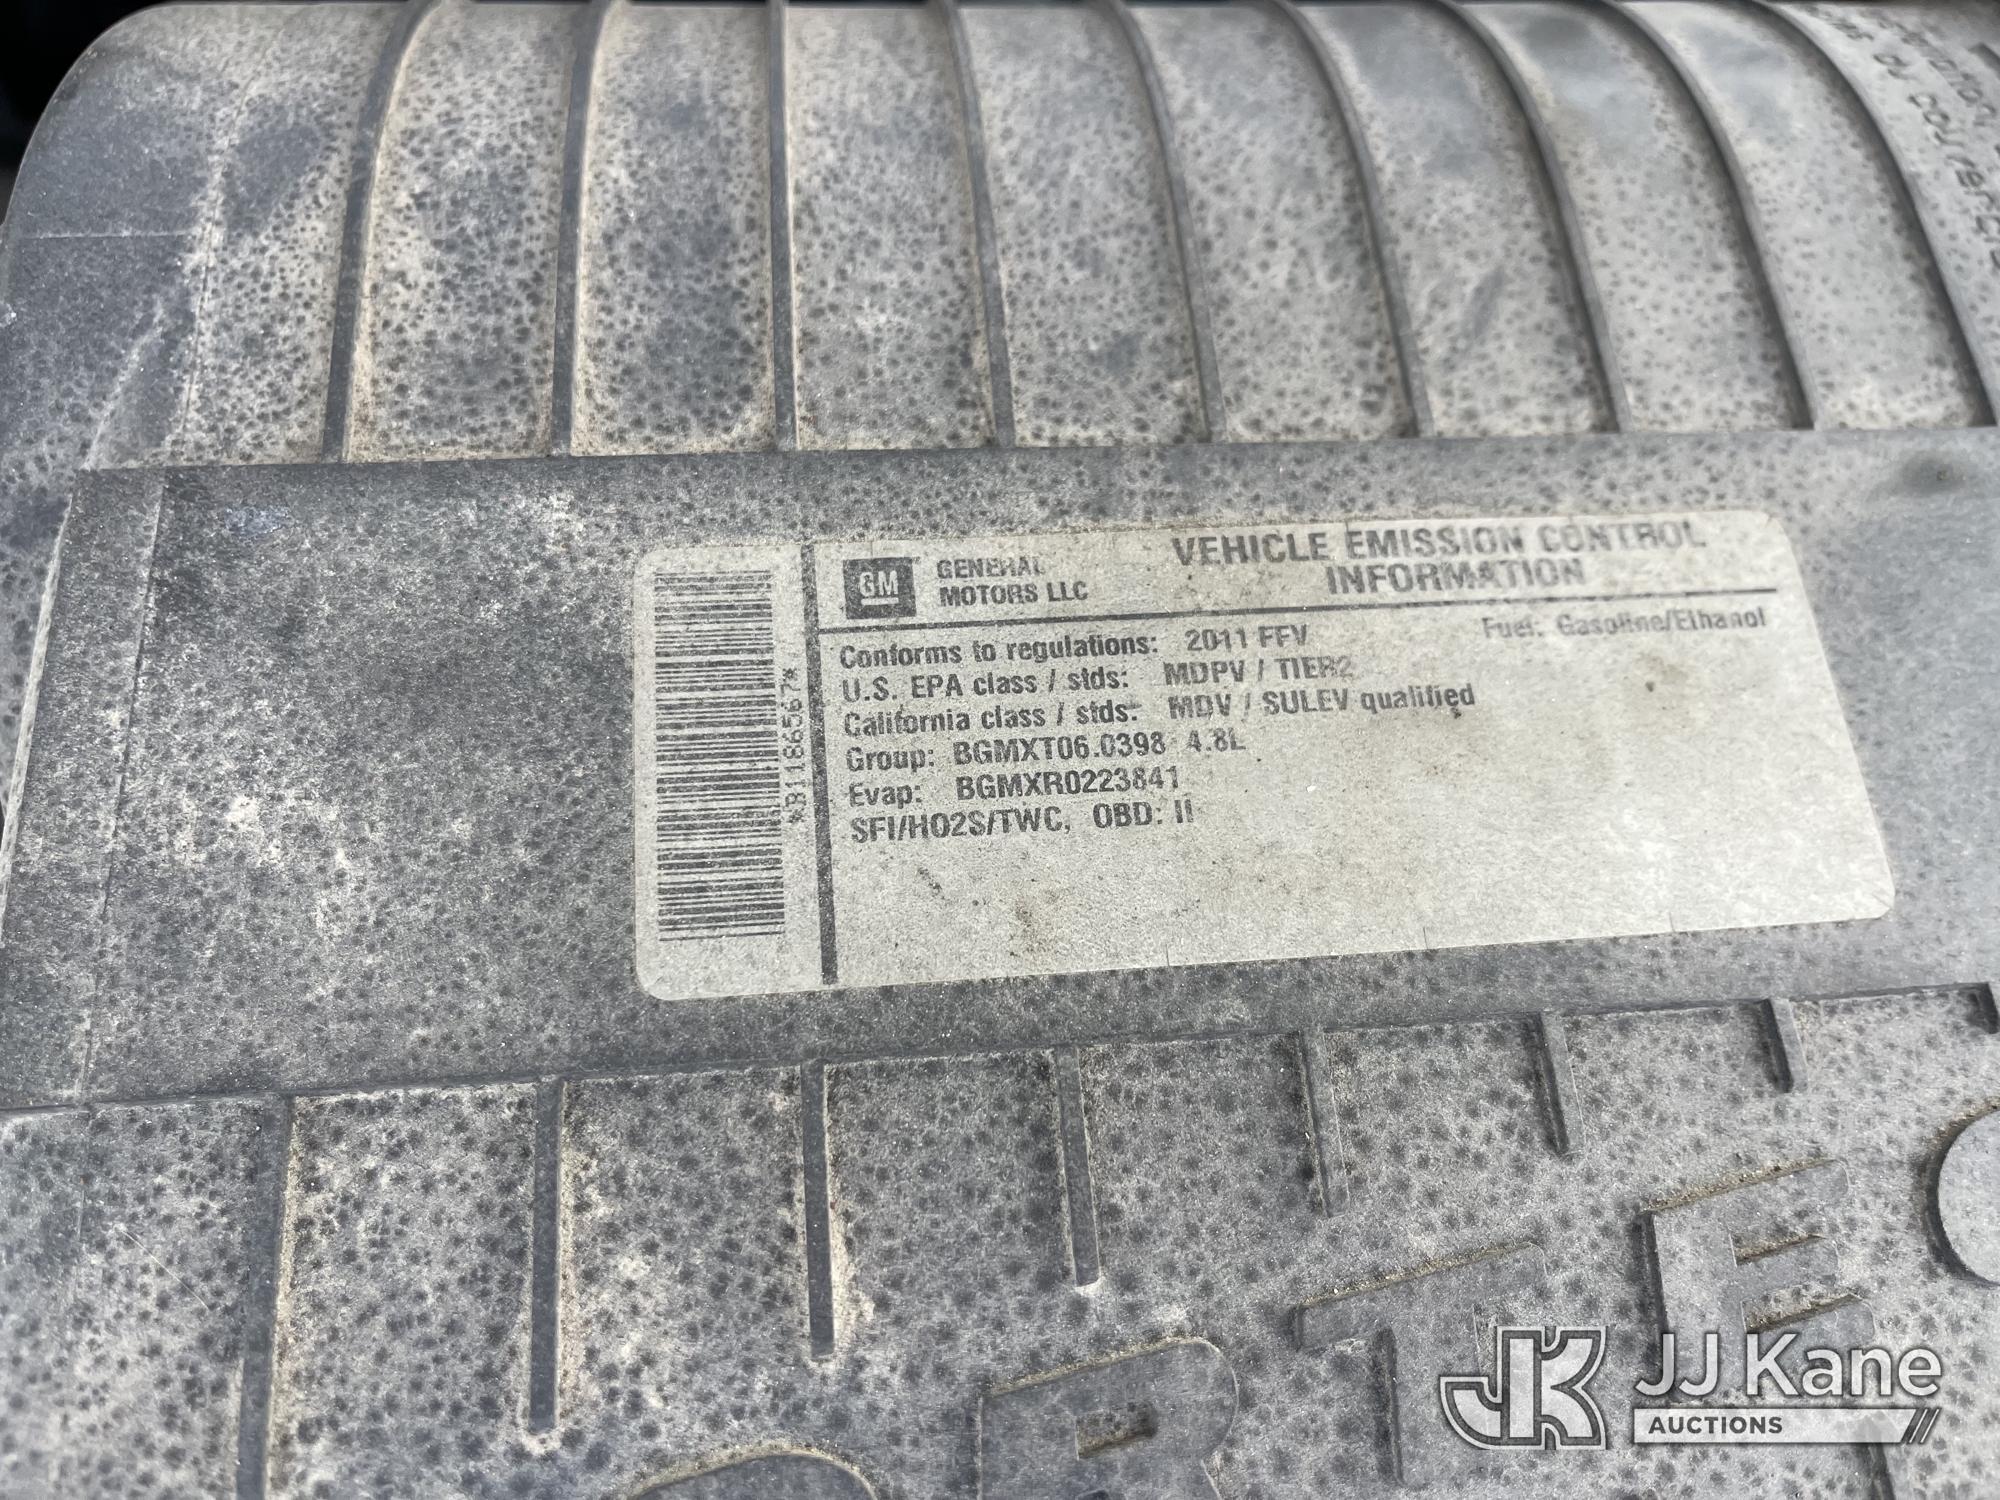 GM
GENERAL
MOTORS LLC
VEHICLE EMISSION CONTROL
INFORMATION
Conforms to regulations: 2011 FFV
Fuel: Gasoline/Ethanol
U.S. EPA class / stds: MDPV / TIER2
California class / stds: MDV / SULEV qualified
Group: BGMXT06.0398 4.8L
Evap: BGMXR0223841
SFI/HO2S/TWC, OBD: II
*B11186567*
JK
JJ Kane
AUCTIONS